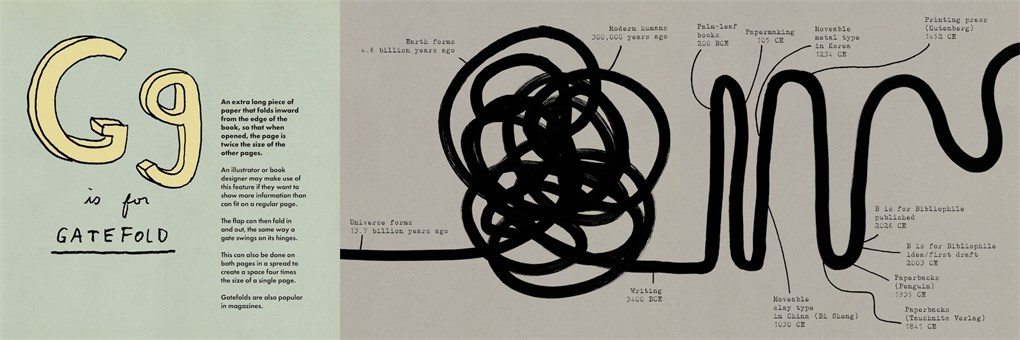 Gg
is for
GATEFOLD
An extra long piece of
paper that folds inward
from the edge of the
book, so that when
opened, the page is
twice the size of the
other pages.
An illustrator or book
designer may make use of
this feature if they want to
show more information than
can fit on a regular page.
The flap can then fold in
and out, the same way a
gate swings on its hinges.
This can also be done on
both pages in a spread to
create a space four times
the size of a single page.
Gatefolds are also popular
in magazines.
Universe forms
13.7 billion years ago
Earth forms
4.6 billion years ago
Modern humans
300,000 years ago
Writing
3400 BCE
Palm-leaf
books
200 BCE
Papermaking
105 CE
Moveable
metal type
in Korea
1234 CE
Printing press
(Gutenberg)
1452 CE
Moveable
clay type
in China (Bi Sheng)
1030 CE
B is for Bibliophile
published
2026 CE
B is for Bibliophile
idea/first draft
2003 CE
Paperbacks
(Penguin)
1935 CE
Paperbacks
(Tauchnitz Verlag)
1841 CE